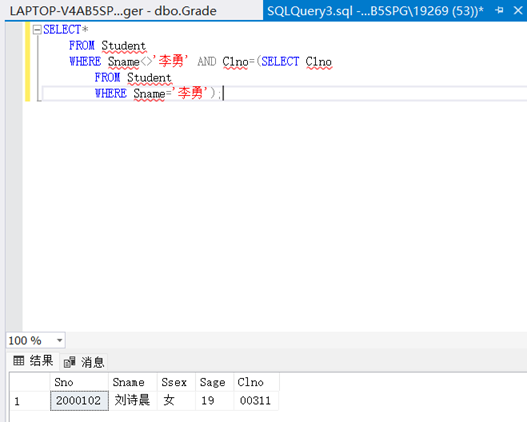 LAPTOP-V4AB5SP...ger - dbo.Grade
SQLQuery3.sql -...B5SPG\19269 (53))*
SELECT*
FROM Student
WHERE Sname<>'李勇' AND Clno=(SELECT Clno
FROM Student
WHERE Sname='李勇');
100 %
结果 消息
Sno Sname Ssex Sage Clno
1 2000102 刘诗晨 女 19 00311